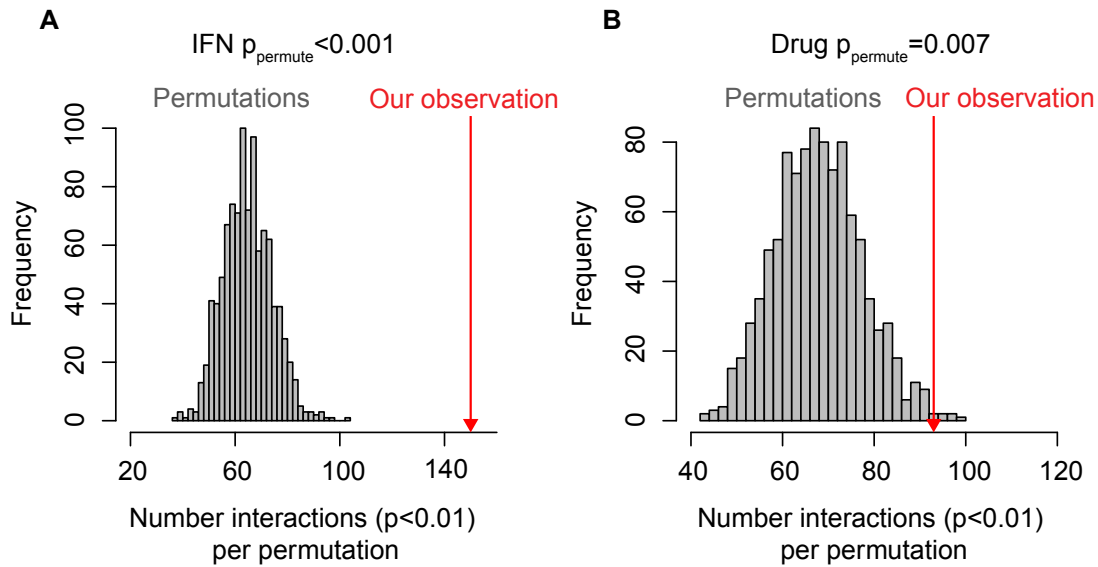 A
IFN p permute<0.001
Permutations
Our observation
Frequency
0
20
40
60
80
100
20
60
100
140
Number interactions (p<0.01)
per permutation
B
Drug p permute=0.007
Permutations
Our observation
Frequency
0
20
40
60
80
40
60
80
100
120
Number interactions (p<0.01)
per permutation